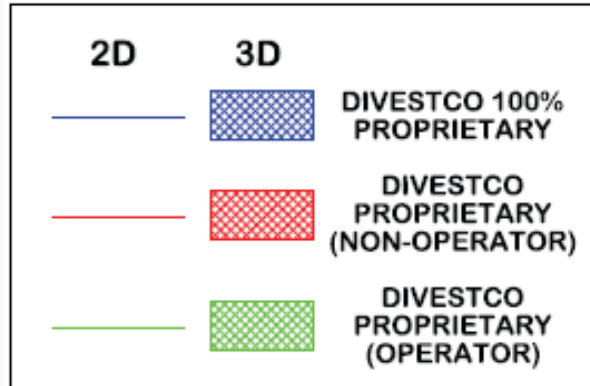 2D 3D
DIVESTCO 100%
PROPRIETARY
DIVESTCO
PROPRIETARY
(NON-OPERATOR)
DIVESTCO
PROPRIETARY
(OPERATOR)